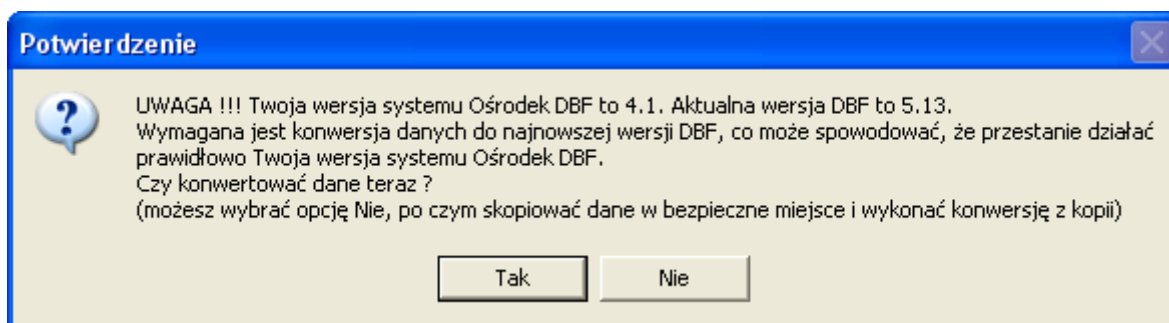 Potwierdzenie
UWAGA !!! Twoja wersja systemu Ośrodek DBF to 4.1. Aktualna wersja DBF to 5.13.
Wymagana jest konwersja danych do najnowszej wersji DBF, co może spowodować, że przestanie działać
prawidłowo Twoja wersja systemu Ośrodek DBF.
Czy konwertować dane teraz ?
(możesz wybrać opcję Nie, po czym skopiować dane w bezpieczne miejsce i wykonać konwersję z kopii)
Tak
Nie